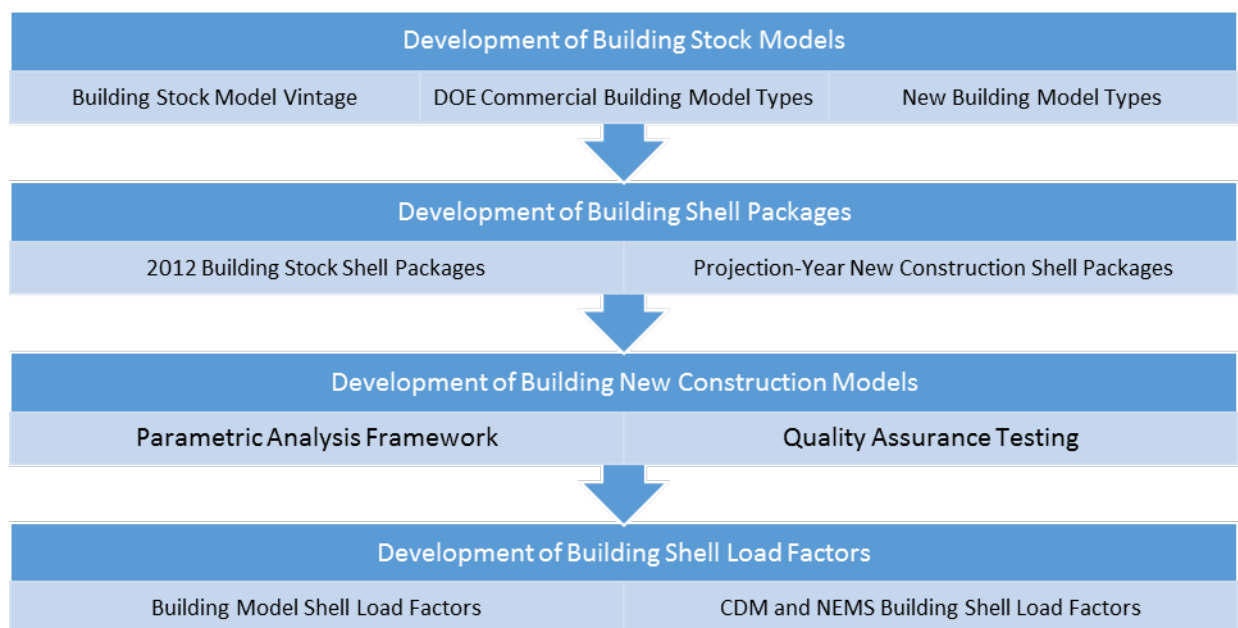 Development of Building Stock Models
Building Stock Model Vintage
DOE Commercial Building Model Types
New Building Model Types
Development of Building Shell Packages
2012 Building Stock Shell Packages
Projection-Year New Construction Shell Packages
Development of Building New Construction Models
Parametric Analysis Framework
Quality Assurance Testing
Development of Building Shell Load Factors
Building Model Shell Load Factors
CDM and NEMS Building Shell Load Factors